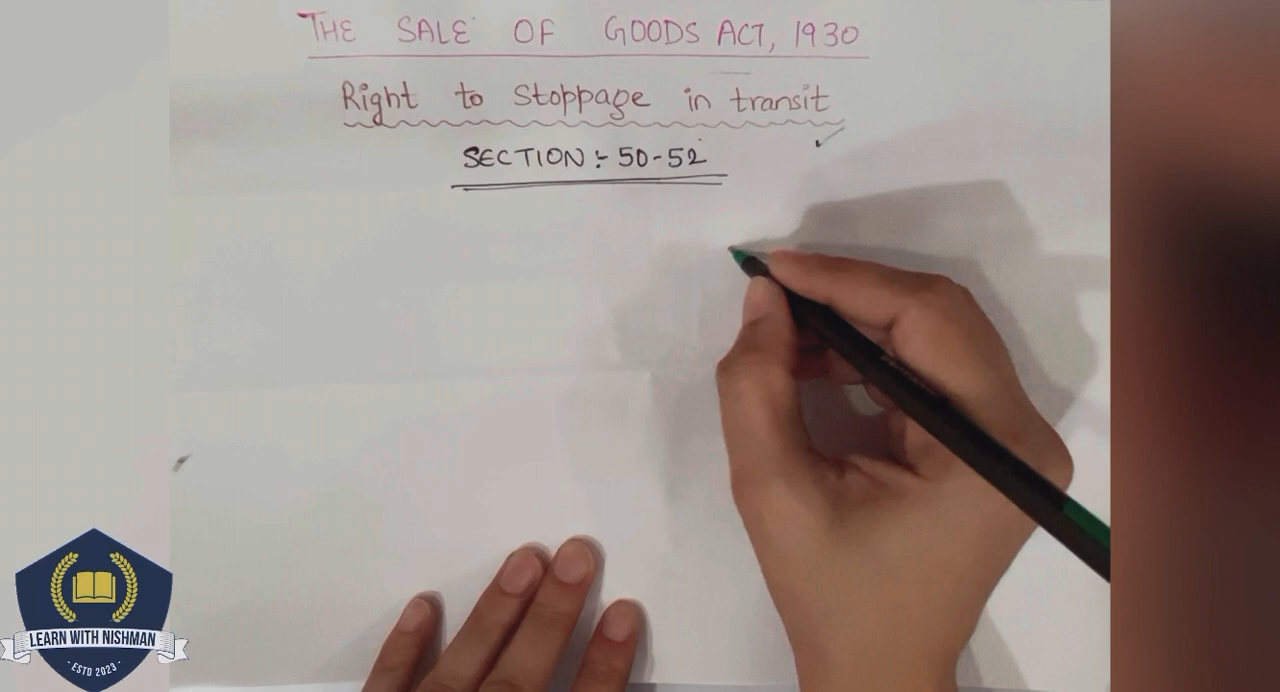 THE SALE OF GOODS ACT, 1930
Right to Stoppage in transit
SECTION :- 50-52
LEARN WITH NISHMAN
· ESTD 2023 ·